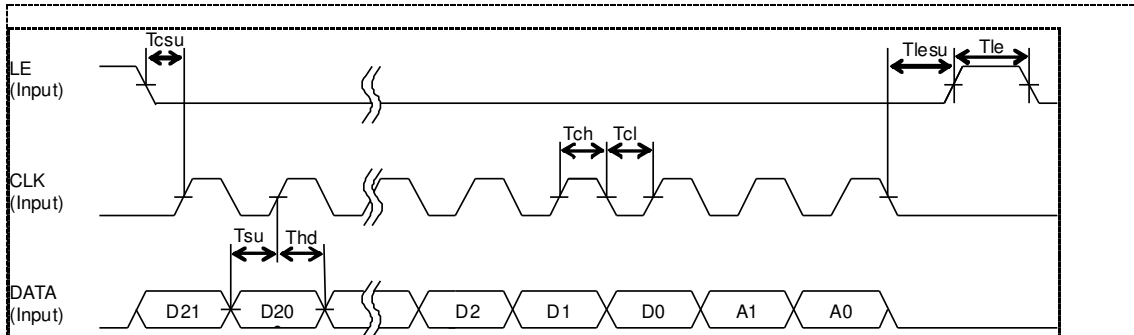 Tcsu
Tlesu
Tle
LE
(Input)
Tch
Tcl
CLK
(Input)
Tsu
Thd
DATA
(Input)
D21
D20
D2
D1
D0
A1
A0